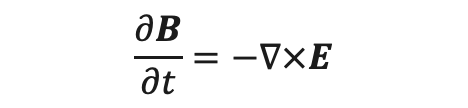 ∂B/∂t = −∇×E